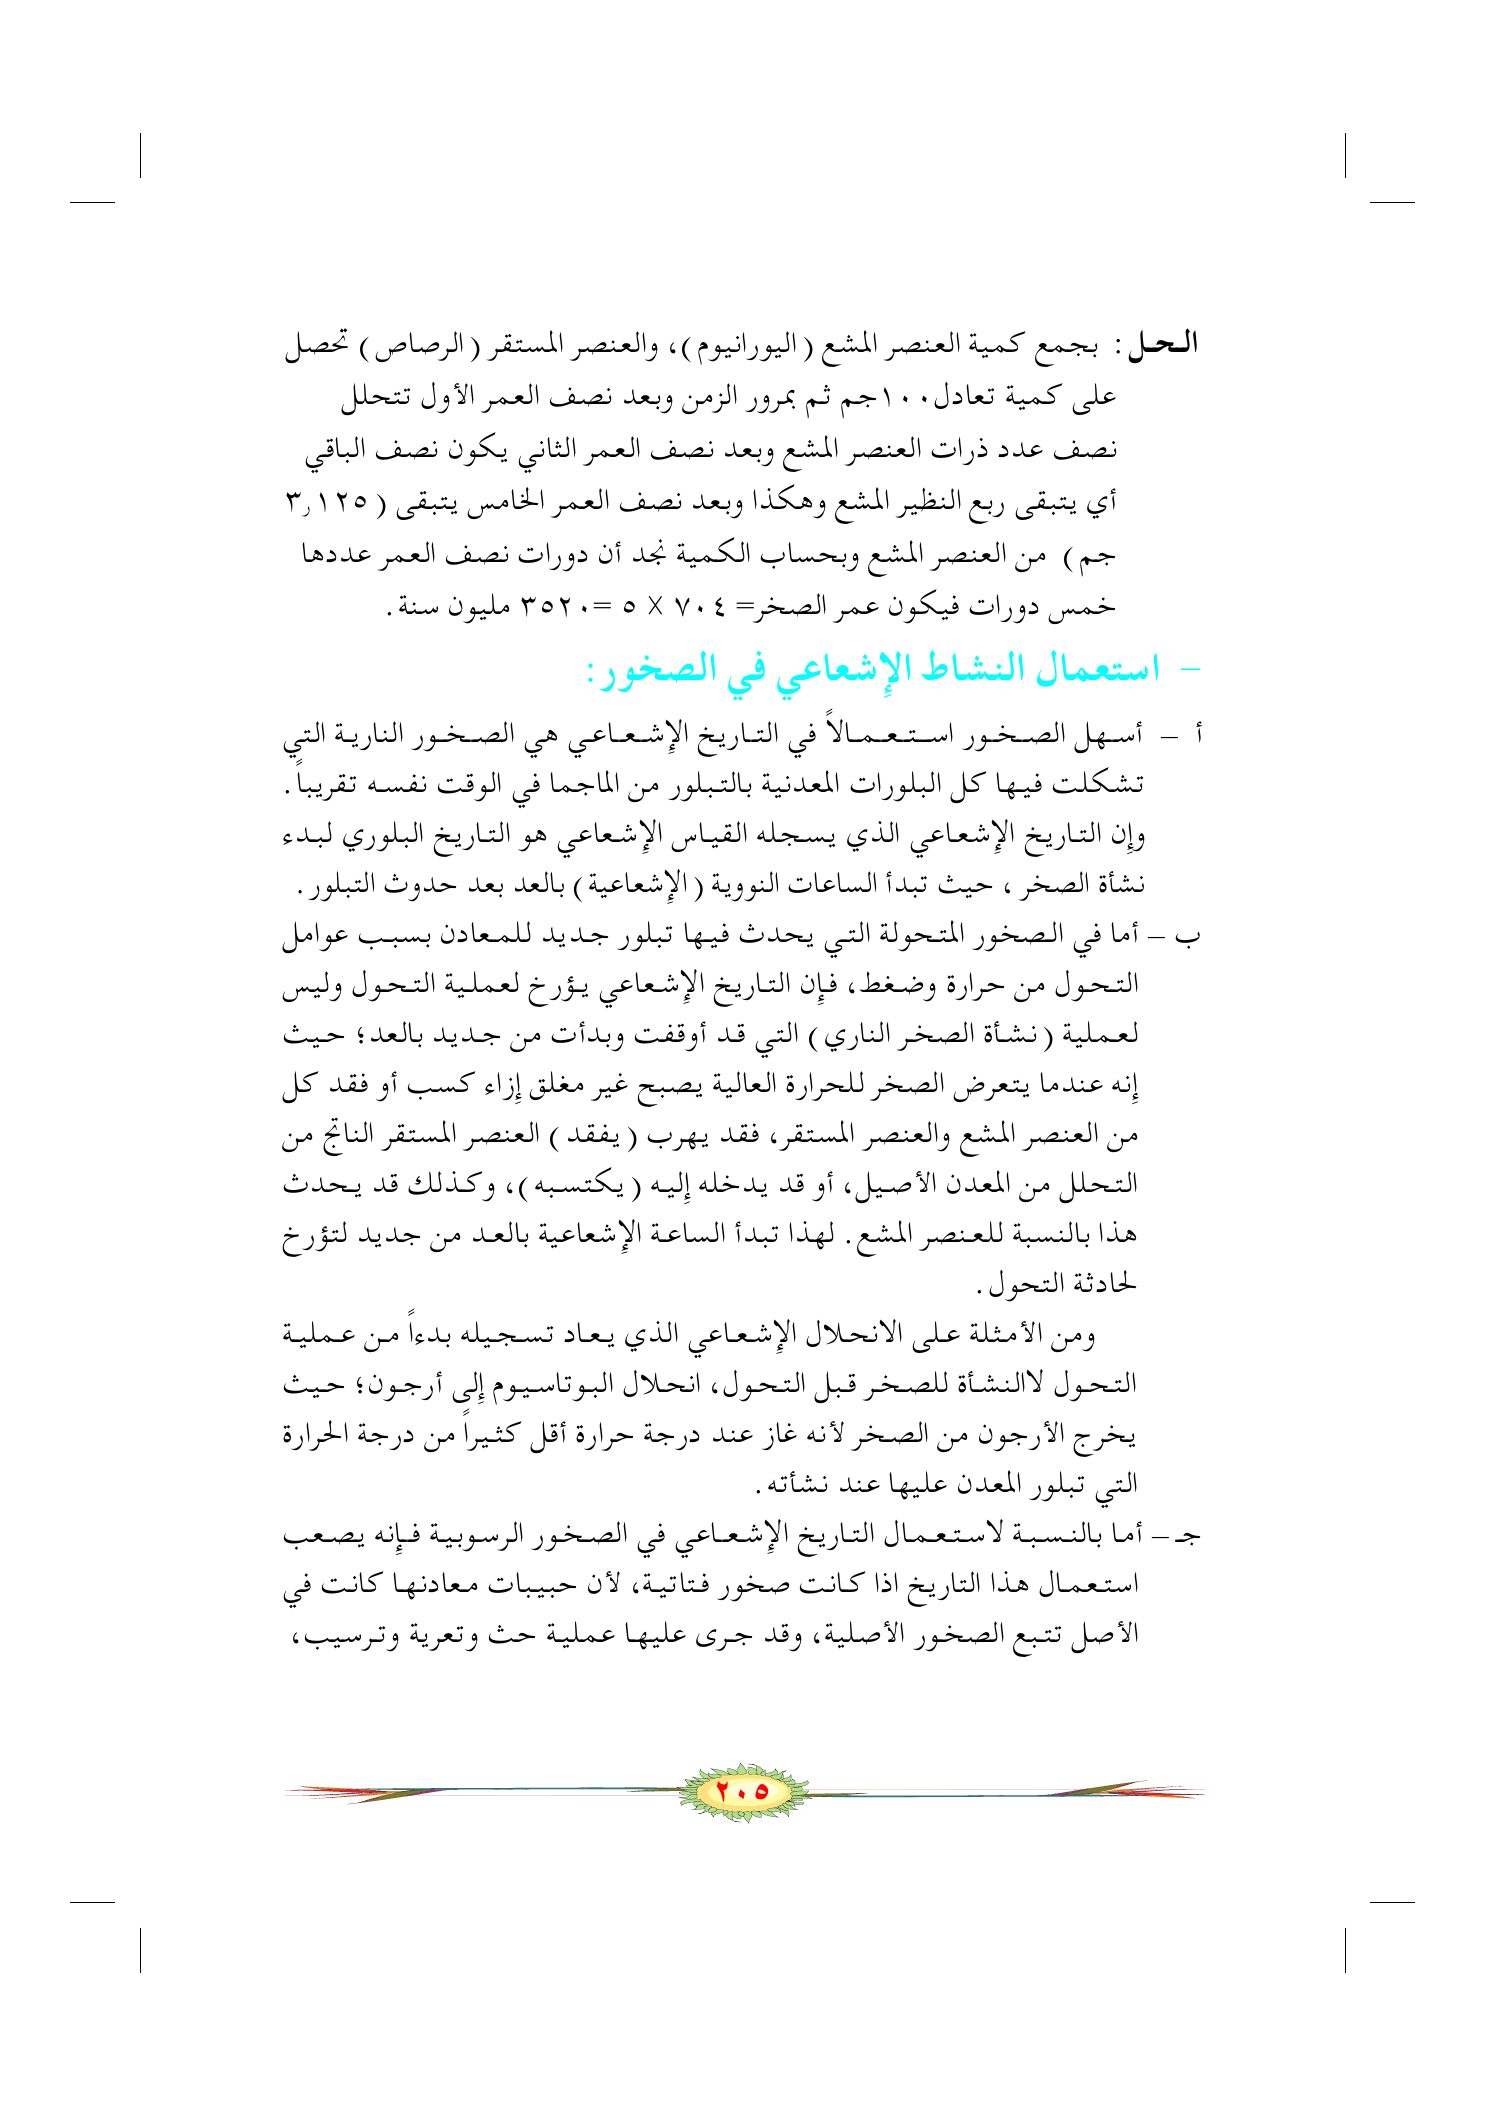 الحل : بجمع كمية العنصر المشع ( اليورانيوم )، والعنصر المستقر ( الرصاص ) تحصل
على كمية تعادل١٠٠جم ثم بمرور الزمن وبعد نصف العمر الأول تتحلل
نصف عدد ذرات العنصر المشع وبعد نصف العمر الثاني يكون نصف الباقي
أي يتبقى ربع النظير المشع وهكذا وبعد نصف العمر الخامس يتبقى ( ٣,١٢٥
جم ) من العنصر المشع وبحساب الكمية نجد أن دورات نصف العمر عددها
خمس دورات فيكون عمر الصخر= ٧٠٤ X ٥ =٣٥٢٠ مليون سنة .
– استعمال النشاط الإشعاعي في الصخور :
أ – أسهل الصخور استعمالاً في التاريخ الإشعاعي هي الصخور النارية التي
تشكلت فيها كل البلورات المعدنية بالتبلور من الماجما في الوقت نفسه تقريباً .
وإن التاريخ الإشعاعي الذي يسجله القياس الإشعاعي هو التاريخ البلوري لبدء
نشأة الصخر ، حيث تبدأ الساعات النووية ( الإشعاعية ) بالعد بعد حدوث التبلور .
ب – أما في الصخور المتحولة التي يحدث فيها تبلور جديد للمعادن بسبب عوامل
التحول من حرارة وضغط، فإن التاريخ الإشعاعي يؤرخ لعملية التحول وليس
لعملية ( نشأة الصخر الناري ) التي قد أوقفت وبدأت من جديد بالعد؛ حيث
إنه عندما يتعرض الصخر للحرارة العالية يصبح غير مغلق إزاء كسب أو فقد كل
من العنصر المشع والعنصر المستقر، فقد يهرب ( يفقد ) العنصر المستقر الناتج من
التحلل من المعدن الأصيل، أو قد يدخله إليه ( يكتسبه )، وكذلك قد يحدث
هذا بالنسبة للعنصر المشع . لهذا تبدأ الساعة الإشعاعية بالعد من جديد لتؤرخ
لحادثة التحول .
ومن الأمثلة على الانحلال الإشعاعي الذي يعاد تسجيله بدءاً من عملية
التحول لاالنشأة للصخر قبل التحول، انحلال البوتاسيوم إلى أرجون؛ حيث
يخرج الأرجون من الصخر لأنه غاز عند درجة حرارة أقل كثيراً من درجة الحرارة
التي تبلور المعدن عليها عند نشأته .
جـ – أما بالنسبة لاستعمال التاريخ الإشعاعي في الصخور الرسوبية فإنه يصعب
استعمال هذا التاريخ اذا كانت صخور فتاتية، لأن حبيبات معادنها كانت في
الأصل تتبع الصخور الأصلية، وقد جرى عليها عملية حث وتعرية وترسيب،
٢٠٥